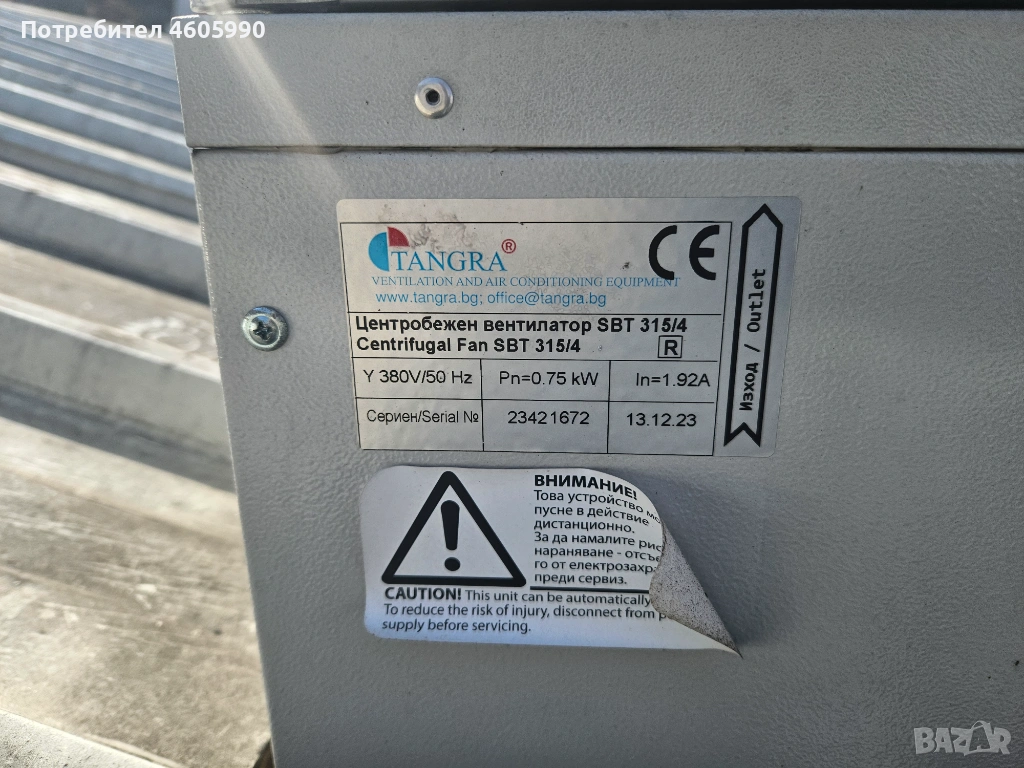 Потребител 4605990
TANGRA®
VENTILATION AND AIR CONDITIONING EQUIPMENT
www.tangra.bg; office@tangra.bg
CE
Центробежен вентилатор SBT 315/4
Centrifugal Fan SBT 315/4 R
Y 380V/50 Hz Pn=0.75 kW In=1.92A
Сериен/Serial № 23421672 13.12.23
Изход / Outlet
ВНИМАНИЕ!
Това устройство
пусне в действие
дистанционно.
За да намалите
нараняване -
го от
преди сервиз.
CAUTION! This unit can be automatically
To reduce the risk of injury, disconnect from
supply before servicing.
BAZAR